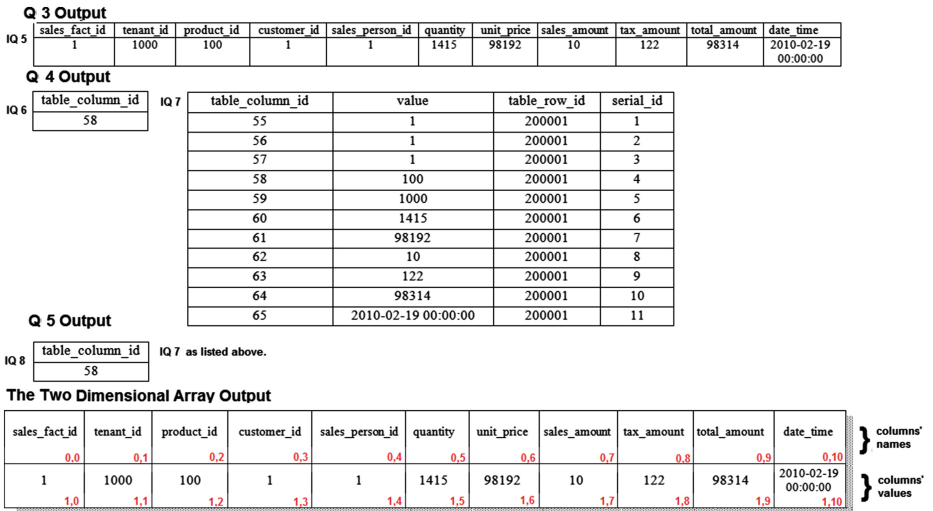 Q 3 Output
IQ 5
sales_fact_id tenant_id product_id customer_id sales_person_id quantity unit_price sales_amount tax_amount total_amount date_time
1 1000 100 1 1 1415 98192 10 122 98314 2010-02-19
00:00:00
Q 4 Output
IQ 6
table_column_id
58
IQ 7
table_column_id value table_row_id serial_id
55 1 200001 1
56 1 200001 2
57 1 200001 3
58 100 200001 4
59 1000 200001 5
60 1415 200001 6
61 98192 200001 7
62 10 200001 8
63 122 200001 9
64 98314 200001 10
65 2010-02-19 00:00:00 200001 11
Q 5 Output
IQ 8
table_column_id
58
IQ 7 as listed above.
The Two Dimensional Array Output
sales_fact_id tenant_id product_id customer_id sales_person_id quantity unit_price sales_amount tax_amount total_amount date_time
0,0 0,1 0,2 0,3 0,4 0,5 0,6 0,7 0,8 0,9 0,10
} columns'
names
1 1000 100 1 1 1415 98192 10 122 98314 2010-02-19
00:00:00
1,0 1,1 1,2 1,3 1,4 1,5 1,6 1,7 1,8 1,9 1,10
} columns'
values